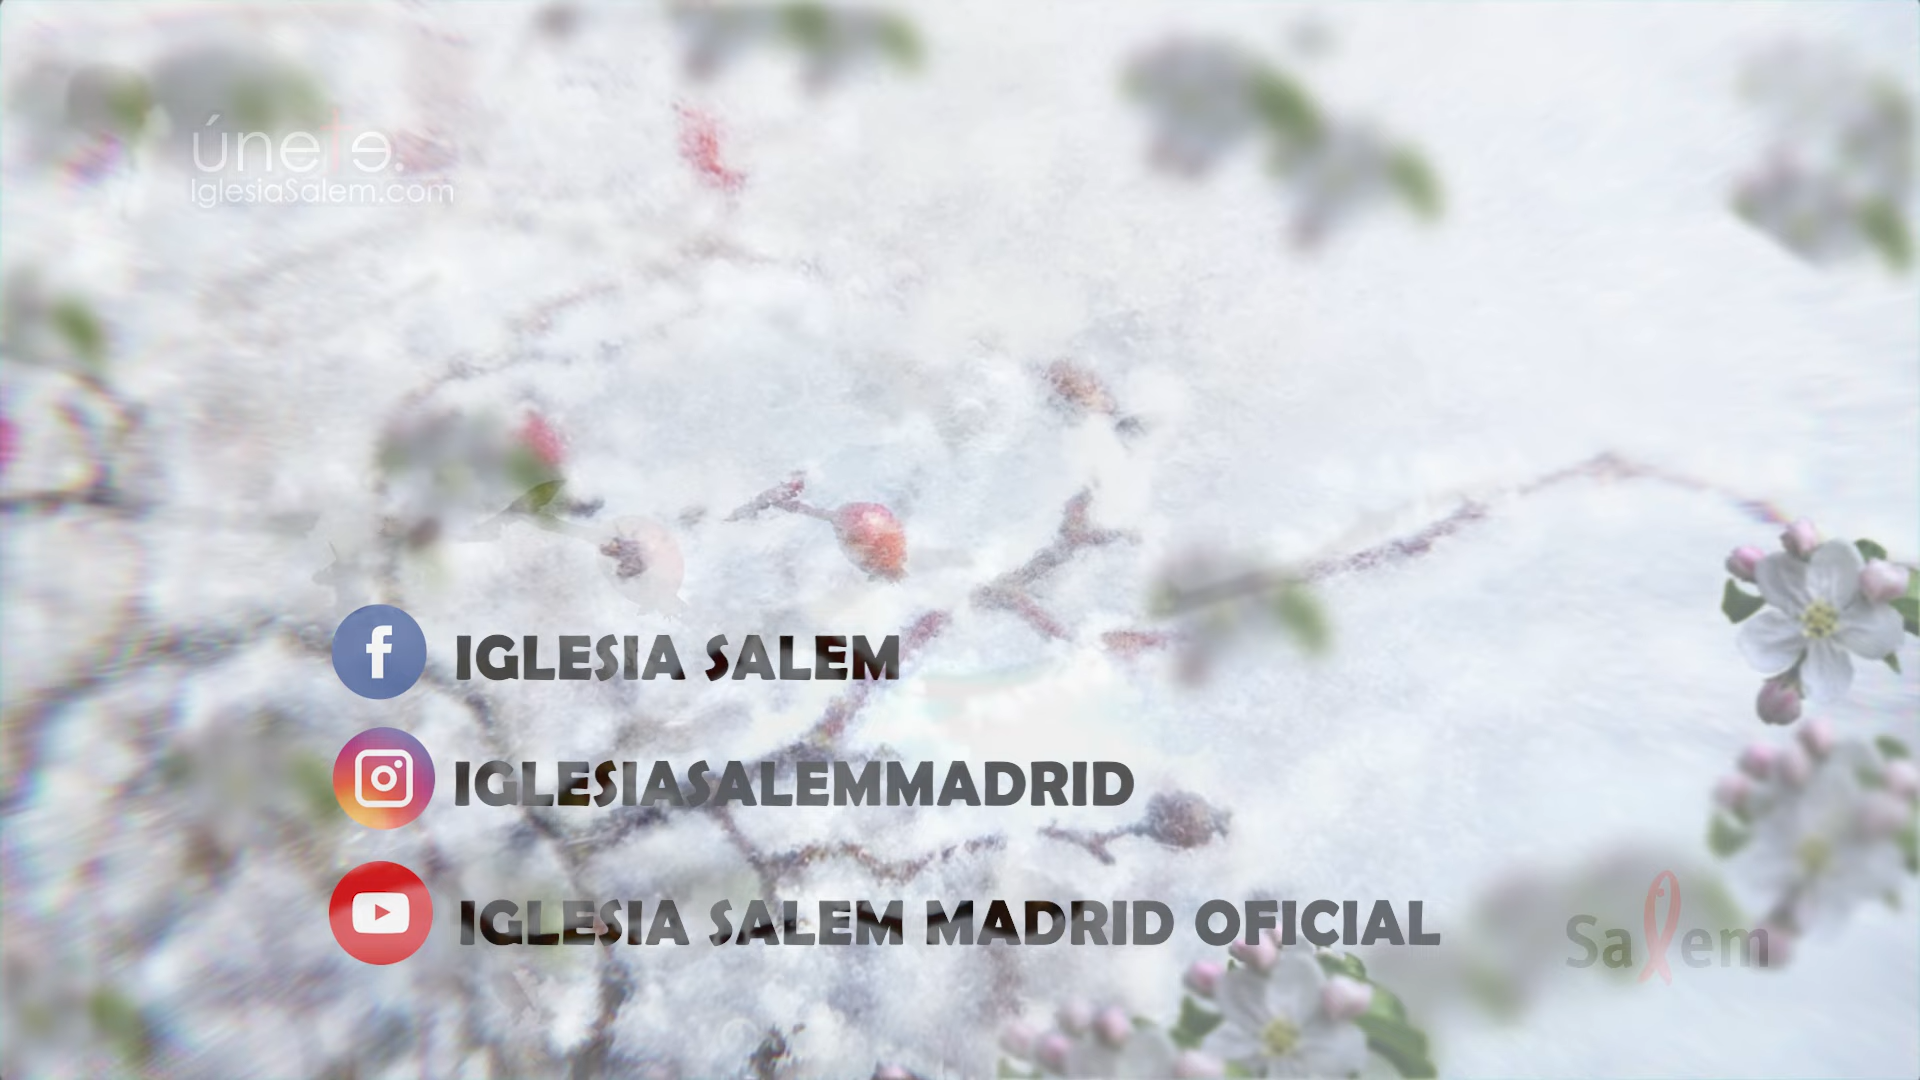 únete.
IglesiaSalem.com
IGLESIA SALEM
IGLESIASALEMMADRID
IGLESIA SALEM MADRID OFICIAL
Salem